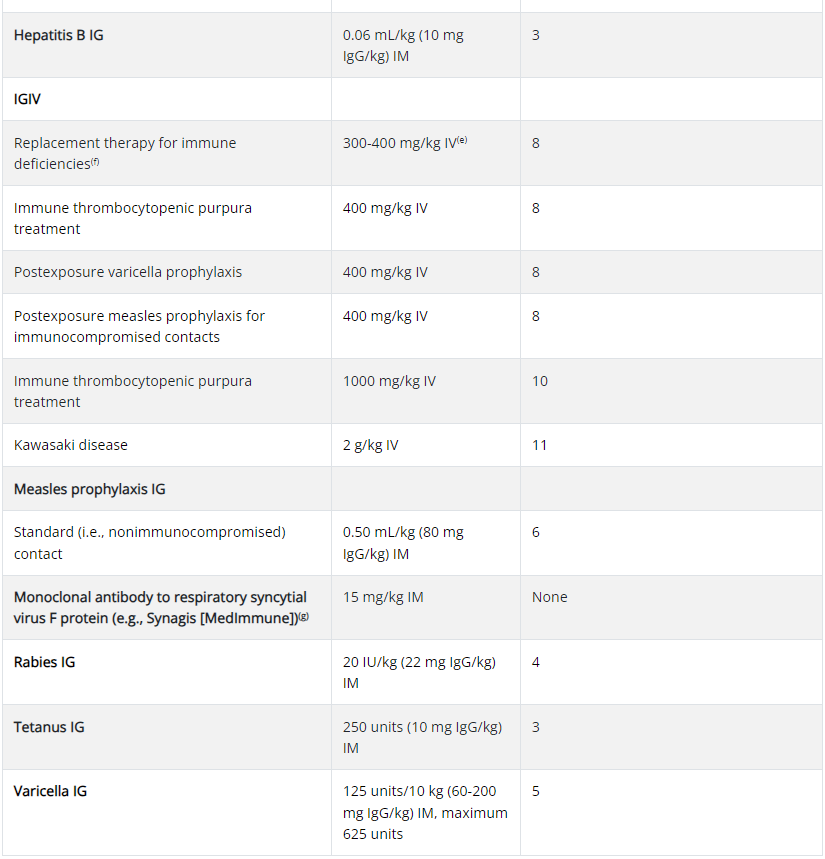 Hepatitis B IG
0.06 mL/kg (10 mg
IgG/kg) IM
3
IGIV
Replacement therapy for immune
deficiencies(f)
300-400 mg/kg IV(e)
8
Immune thrombocytopenic purpura
treatment
400 mg/kg IV
8
Postexposure varicella prophylaxis
400 mg/kg IV
8
Postexposure measles prophylaxis for
immunocompromised contacts
400 mg/kg IV
8
Immune thrombocytopenic purpura
treatment
1000 mg/kg IV
10
Kawasaki disease
2 g/kg IV
11
Measles prophylaxis IG
Standard (i.e., nonimmunocompromised)
contact
0.50 mL/kg (80 mg
IgG/kg) IM
6
Monoclonal antibody to respiratory syncytial
virus F protein (e.g., Synagis [MedImmune])(g)
15 mg/kg IM
None
Rabies IG
20 IU/kg (22 mg IgG/kg)
IM
4
Tetanus IG
250 units (10 mg IgG/kg)
IM
3
Varicella IG
125 units/10 kg (60-200
mg IgG/kg) IM, maximum
625 units
5